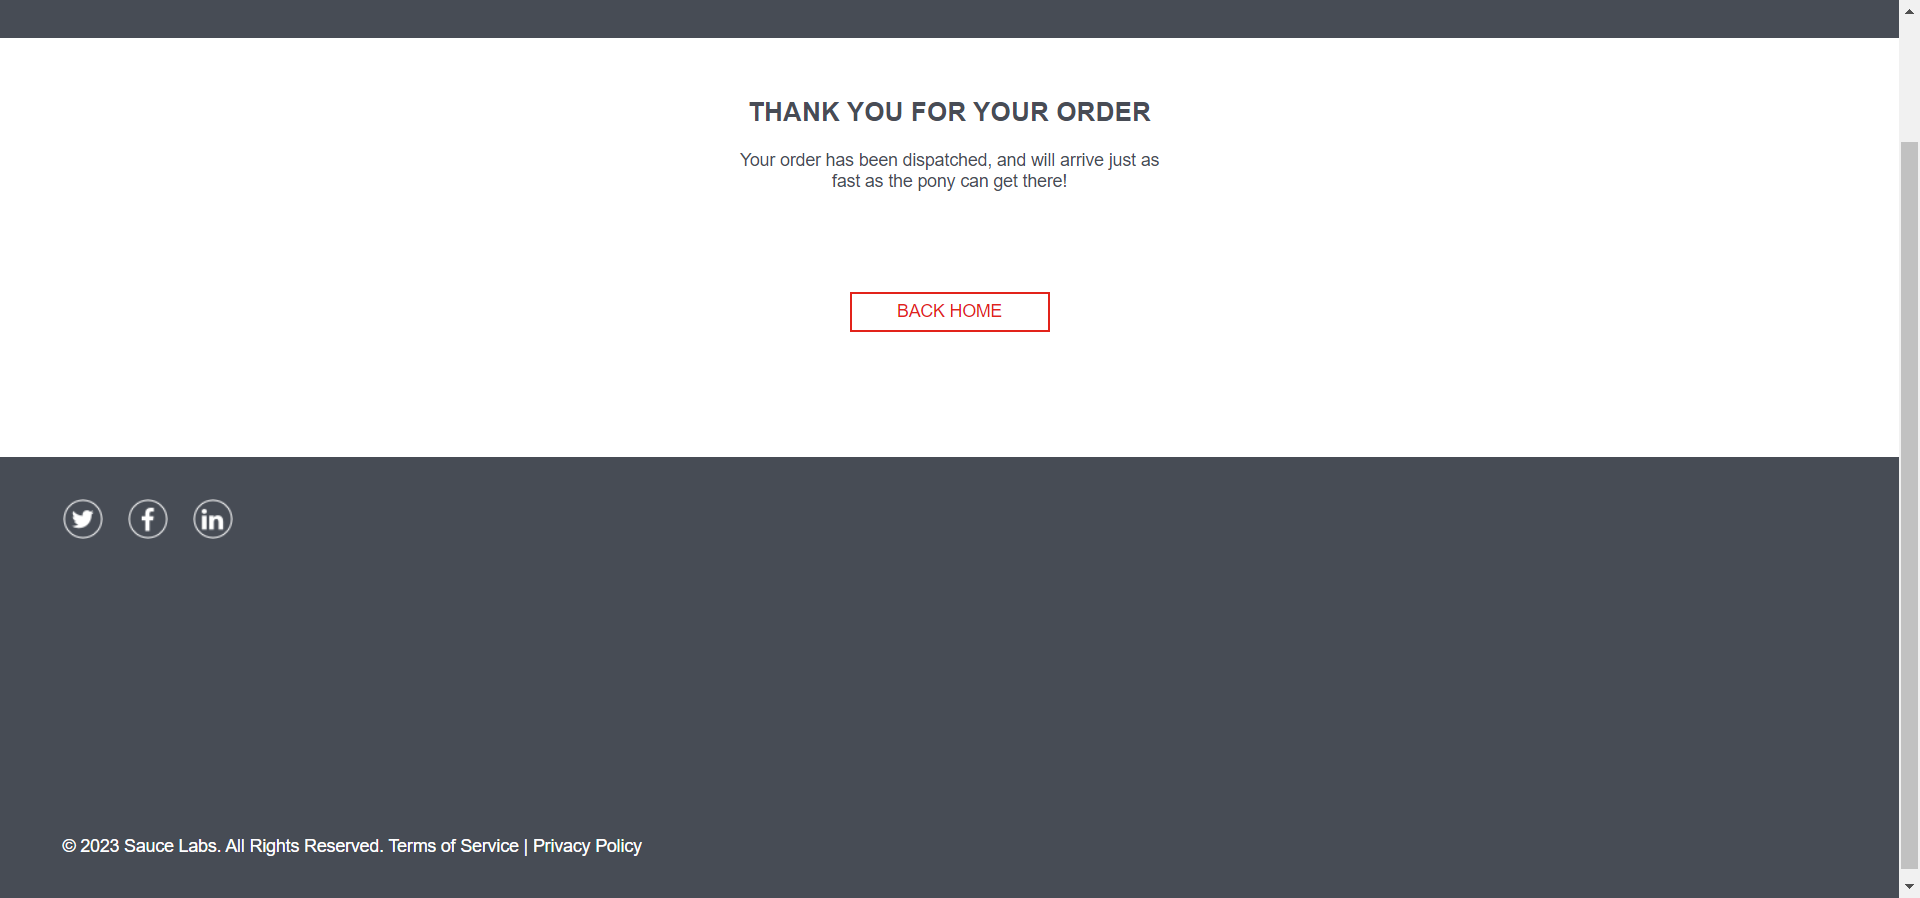 THANK YOU FOR YOUR ORDER
Your order has been dispatched, and will arrive just as
fast as the pony can get there!
BACK HOME
© 2023 Sauce Labs. All Rights Reserved. Terms of Service | Privacy Policy